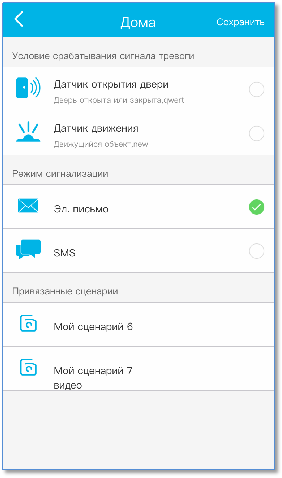 Дома
Сохранить
Условие срабатывания сигнала тревоги
Датчик открытия двери
Дверь открыта или закрыта.qwert
Датчик движения
Движущийся объект.new
Режим сигнализации
Эл. письмо
SMS
Привязанные сценарии
Мой сценарий 6
Мой сценарий 7
видео